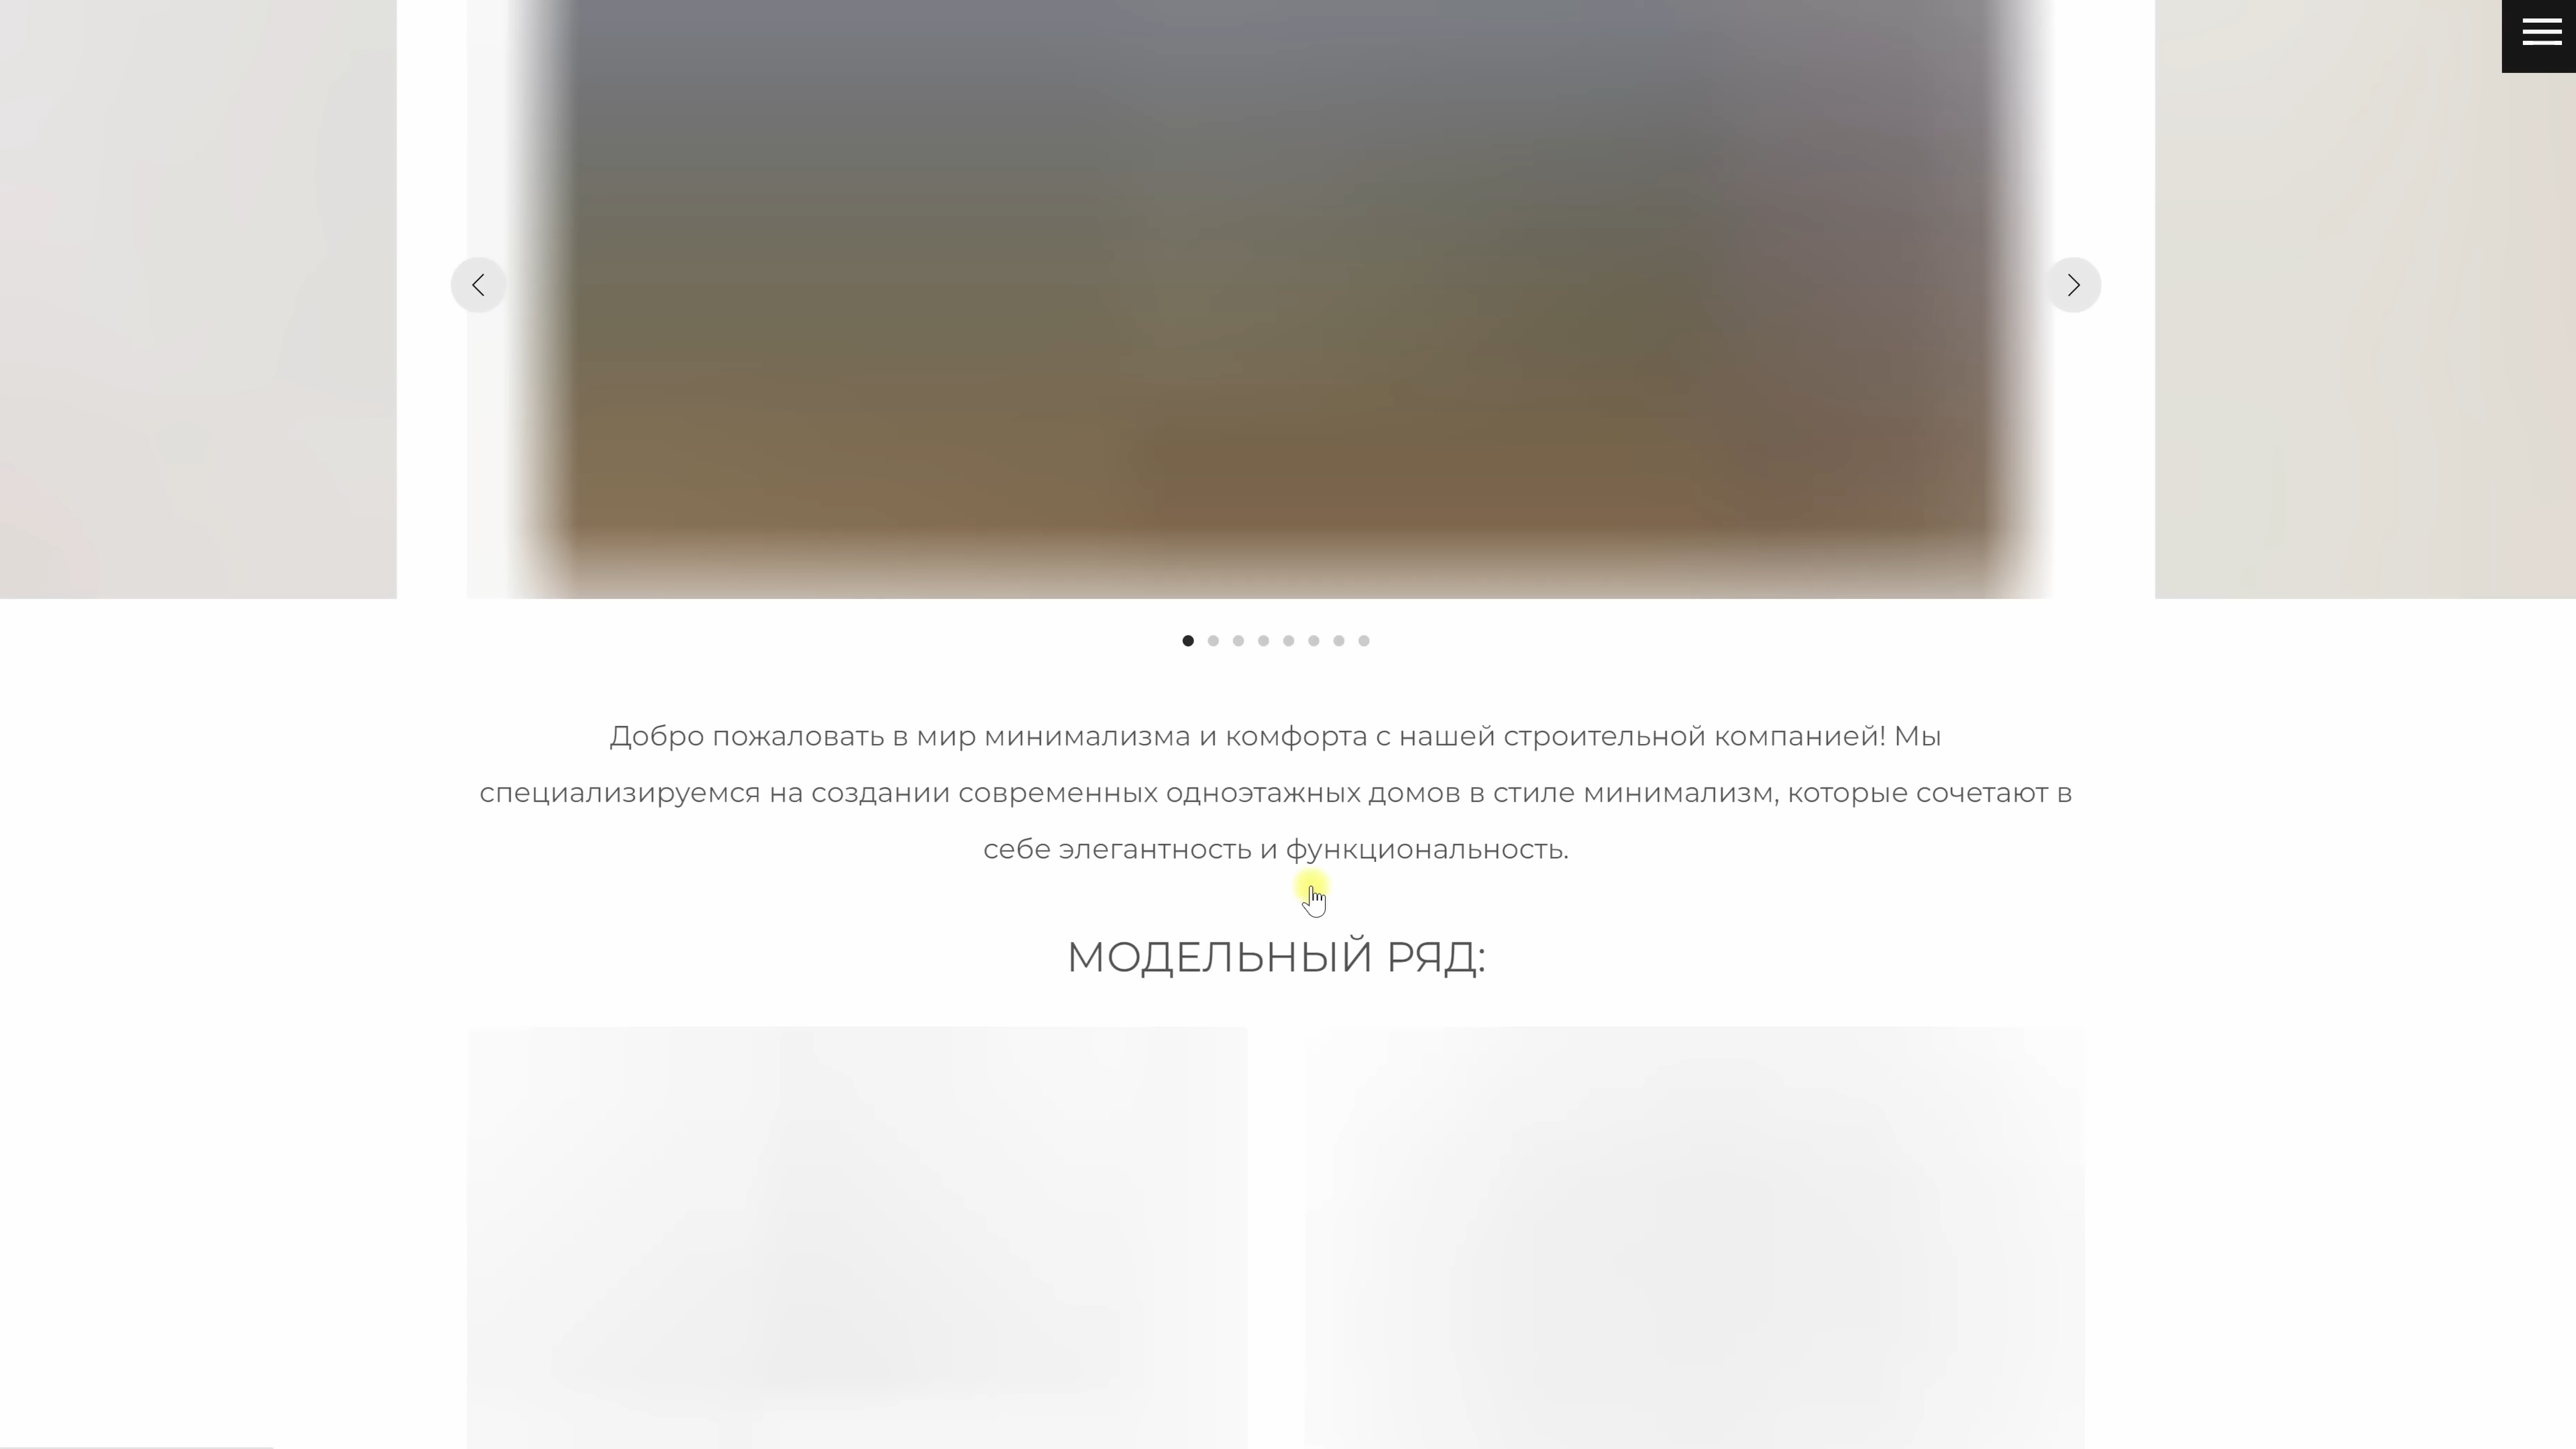 Добро пожаловать в мир минимализма и комфорта с нашей строительной компанией! Мы
специализируемся на создании современных одноэтажных домов в стиле минимализм, которые сочетают в
себе элегантность и функциональность.
МОДЕЛЬНЫЙ РЯД: